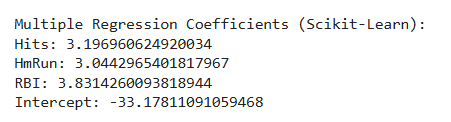 Multiple Regression Coefficients (Scikit-Learn):
Hits: 3.196960624920034
HmRun: 3.0442965401817967
RBI: 3.8314260093818944
Intercept: -33.17811091059468